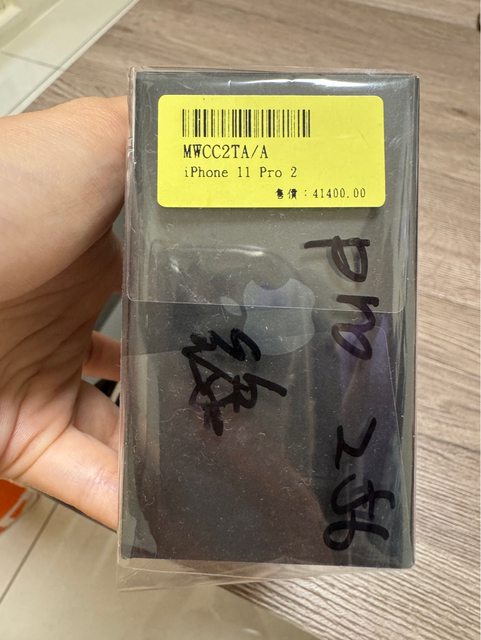 MWCC2TA/A
iPhone 11 Pro 2
售價：41400.00
pro 256
綠